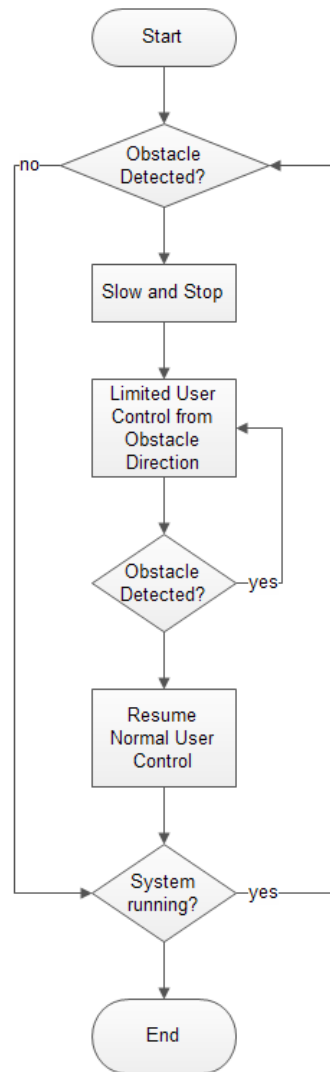 Start
no
Obstacle
Detected?
Slow and Stop
Limited User
Control from
Obstacle
Direction
Obstacle
Detected?
yes
Resume
Normal User
Control
System
running?
yes
End